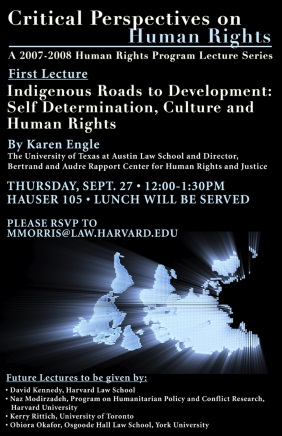 Critical Perspectives on
Human Rights
A 2007-2008 Human Rights Program Lecture Series
First Lecture
Indigenous Roads to Development:
Self Determination, Culture and
Human Rights
By Karen Engle
The University of Texas at Austin Law School and Director,
Bertrand and Audre Rapport Center for Human Rights and Justice
THURSDAY, SEPT. 27 • 12:00-1:30PM
HAUSER 105 • LUNCH WILL BE SERVED
PLEASE RSVP TO
MMORRIS@LAW.HARVARD.EDU
Future Lectures to be given by:
• David Kennedy, Harvard Law School
• Naz Modirzadeh, Program on Humanitarian Policy and Conflict Research,
Harvard University
• Kerry Rittich, University of Toronto
• Obiora Okafor, Osgoode Hall Law School, York University